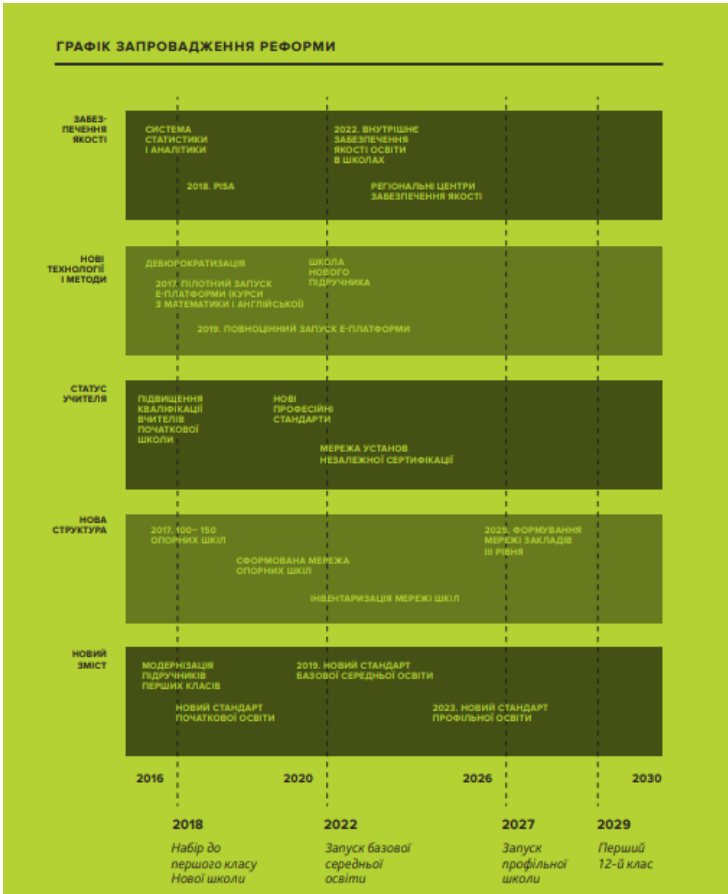 ГРАФІК ЗАПРОВАДЖЕННЯ РЕФОРМИ
ЗАБЕЗ-
ПЕЧЕННЯ
ЯКОСТІ
СИСТЕМА
СТАТИСТИКИ
І АНАЛІТИКИ
2018. PISA
2022. ВНУТРІШНЄ
ЗАБЕЗПЕЧЕННЯ
ЯКОСТІ ОСВІТИ
В ШКОЛАХ
РЕГІОНАЛЬНІ ЦЕНТРИ
ЗАБЕЗПЕЧЕННЯ ЯКОСТІ
НОВІ
ТЕХНОЛОГІЇ
І МЕТОДИ
ДЕБЮРОКРАТИЗАЦІЯ
2017. ПІЛОТНИЙ ЗАПУСК
Е-ПЛАТФОРМИ (КУРСИ
З МАТЕМАТИКИ І АНГЛІЙСЬКОЇ)
ШКОЛА
НОВОГО
ПІДРУЧНИКА
2019. ПОВНОЦІННИЙ ЗАПУСК Е-ПЛАТФОРМИ
СТАТУС
УЧИТЕЛЯ
ПІДВИЩЕННЯ
КВАЛІФІКАЦІЇ
ВЧИТЕЛІВ
ПОЧАТКОВОЇ
ШКОЛИ
НОВІ
ПРОФЕСІЙНІ
СТАНДАРТИ
МЕРЕЖА УСТАНОВ
НЕЗАЛЕЖНОЇ СЕРТИФІКАЦІЇ
НОВА
СТРУКТУРА
2017. 100– 150
ОПОРНИХ ШКІЛ
СФОРМОВАНА МЕРЕЖА
ОПОРНИХ ШКІЛ
ІНВЕНТАРИЗАЦІЯ МЕРЕЖІ ШКІЛ
2025. ФОРМУВАННЯ
МЕРЕЖІ ЗАКЛАДІВ
ІІІ РІВНЯ
НОВИЙ
ЗМІСТ
МОДЕРНІЗАЦІЯ
ПІДРУЧНИКІВ
ПЕРШИХ КЛАСІВ
НОВИЙ СТАНДАРТ
ПОЧАТКОВОЇ ОСВІТИ
2019. НОВИЙ СТАНДАРТ
БАЗОВОЇ СЕРЕДНЬОЇ ОСВІТИ
2023. НОВИЙ СТАНДАРТ
ПРОФІЛЬНОЇ ОСВІТИ
2016 2020 2026 2030
2018
Набір до
першого класу
Нової школи
2022
Запуск базової
середньої
освіти
2027
Запуск
профільної
школи
2029
Перший
12-й клас